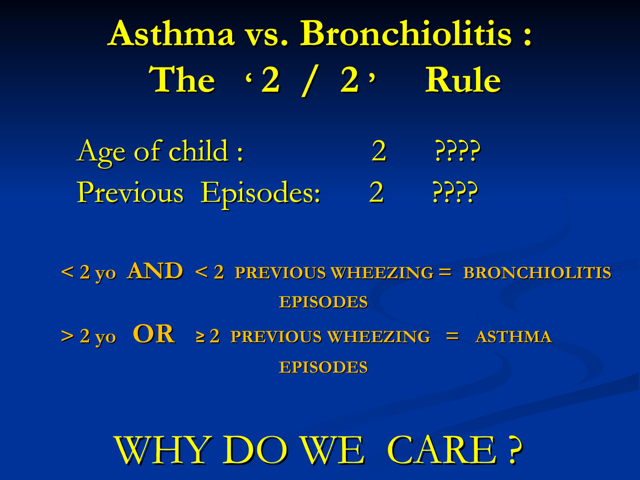 Asthma vs. Bronchiolitis :
The ‘ 2 / 2 ’ Rule
Age of child : 2 ????
Previous Episodes: 2 ????
< 2 yo AND < 2 PREVIOUS WHEEZING = BRONCHIOLITIS
EPISODES
> 2 yo OR ≥ 2 PREVIOUS WHEEZING = ASTHMA
EPISODES
WHY DO WE CARE ?